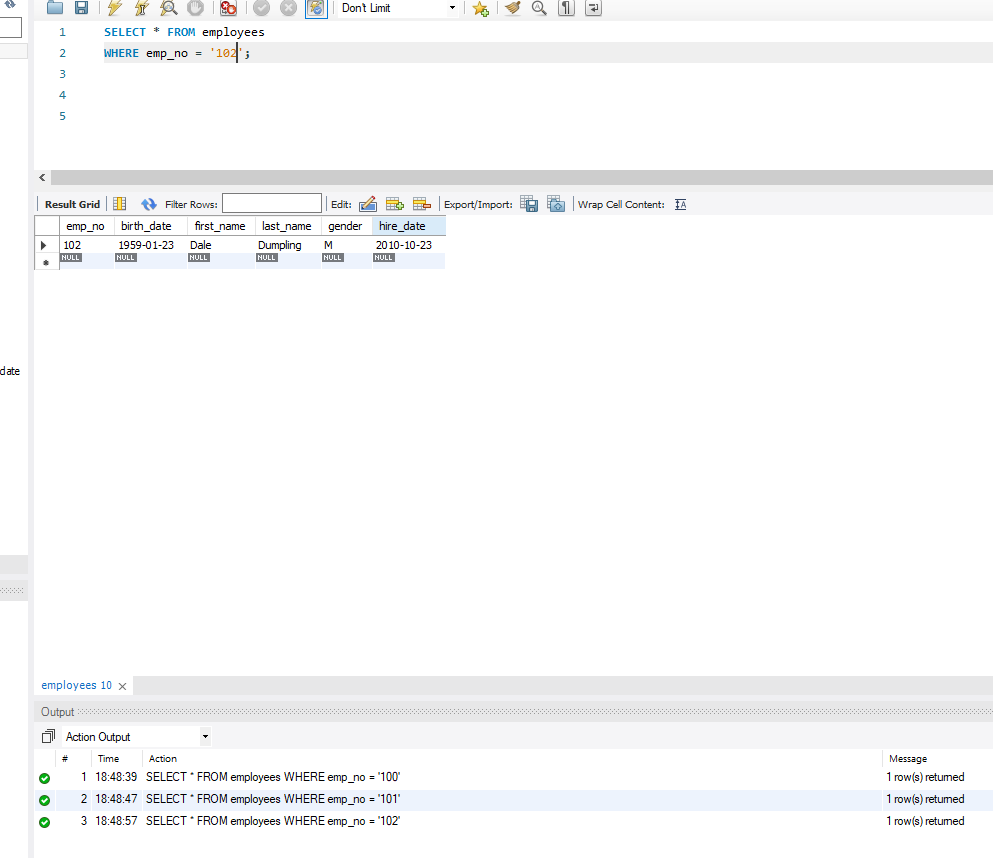 Don't Limit
1 SELECT * FROM employees
2 WHERE emp_no = '102';
3
4
5
Result Grid Filter Rows: Edit: Export/Import: Wrap Cell Content: IA
emp_no birth_date first_name last_name gender hire_date
102 1959-01-23 Dale Dumpling M 2010-10-23
NULL NULL NULL NULL NULL NULL
date
employees 10
Output
Action Output
# Time Action Message
1 18:48:39 SELECT * FROM employees WHERE emp_no = '100' 1 row(s) returned
2 18:48:47 SELECT * FROM employees WHERE emp_no = '101' 1 row(s) returned
3 18:48:57 SELECT * FROM employees WHERE emp_no = '102' 1 row(s) returned